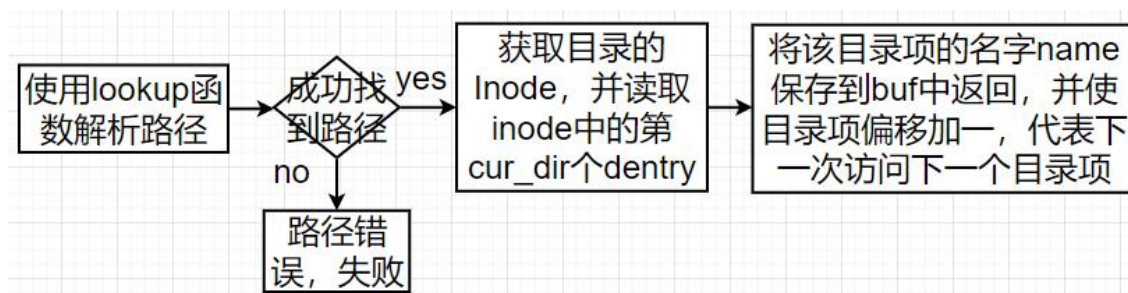 使用lookup函
数解析路径
成功找
到路径
yes
no
路径错
误，失败
获取目录的
Inode，并读取
inode中的第
cur_dir个dentry
将该目录项的名字name
保存到buf中返回，并使
目录项偏移加一，代表下
一次访问下一个目录项